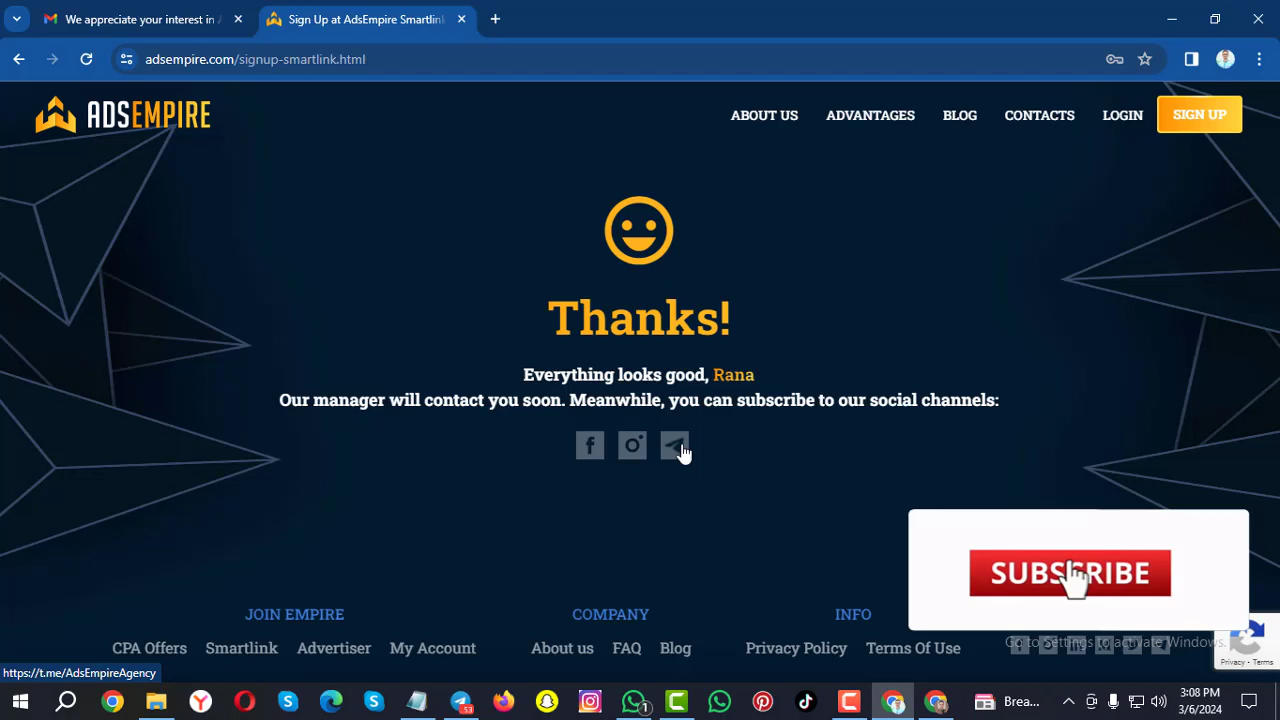 We appreciate your interest in
Sign Up at AdsEmpire Smartlin
adsempire.com/signup-smartlink.html
ADSEMPIRE
ABOUT US
ADVANTAGES
BLOG
CONTACTS
LOGIN
SIGN UP
Thanks!
Everything looks good, Rana
Our manager will contact you soon. Meanwhile, you can subscribe to our social channels:
SUBSCRIBE
JOIN EMPIRE
COMPANY
INFO
CPA Offers
Smartlink
Advertiser
My Account
About us
FAQ
Blog
Privacy Policy
Terms Of Use
Go to Settings to activate Windows.
Privacy - Terms
https://t.me/AdsEmpireAgency
53
1
Brea...
3:08 PM
3/6/2024